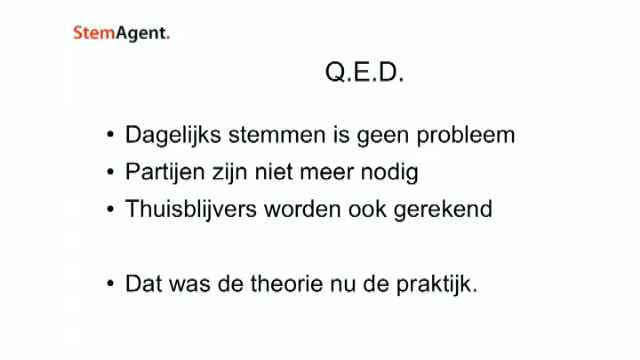 StemAgent.
Q.E.D.
• Dagelijks stemmen is geen probleem
• Partijen zijn niet meer nodig
• Thuisblijvers worden ook gerekend
• Dat was de theorie nu de praktijk.